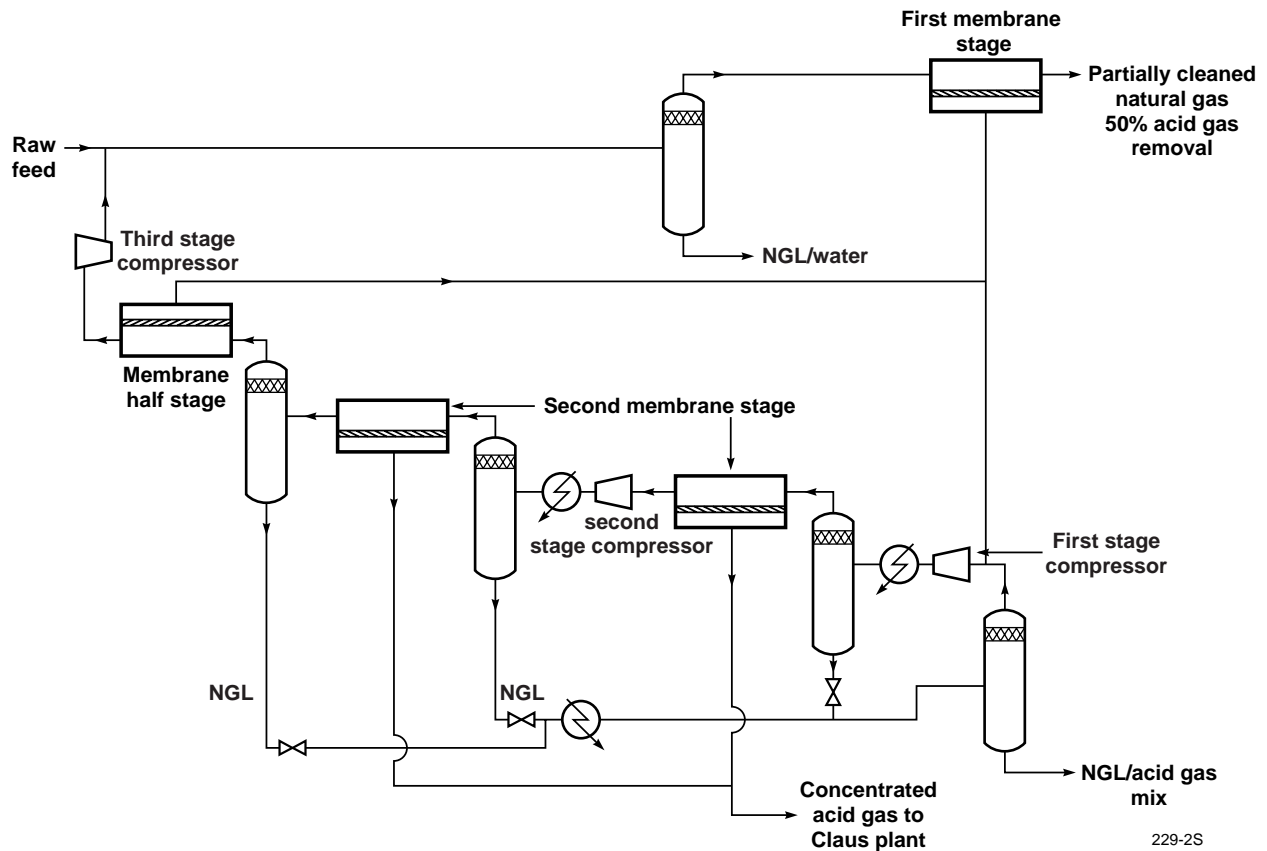 First membrane
stage
Partially cleaned
natural gas
50% acid gas
removal
Raw
feed
Third stage
compressor
NGL/water
Membrane
half stage
Second membrane stage
second
stage compressor
First stage
compressor
NGL
NGL
NGL/acid gas
mix
Concentrated
acid gas to
Claus plant
229-2S